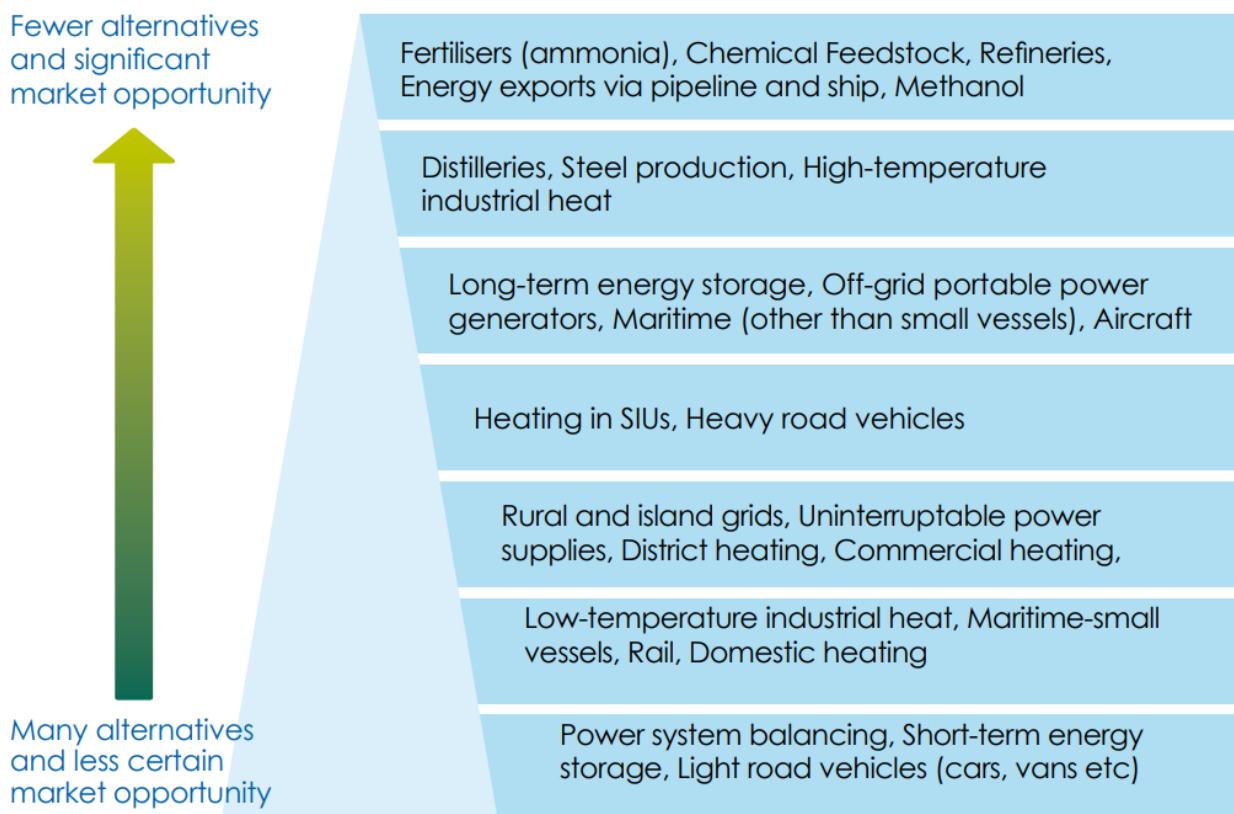 Fewer alternatives
and significant
market opportunity
Fertilisers (ammonia), Chemical Feedstock, Refineries,
Energy exports via pipeline and ship, Methanol
Distilleries, Steel production, High-temperature
industrial heat
Long-term energy storage, Off-grid portable power
generators, Maritime (other than small vessels), Aircraft
Heating in SIUs, Heavy road vehicles
Rural and island grids, Uninterruptable power
supplies, District heating, Commercial heating,
Low-temperature industrial heat, Maritime-small
vessels, Rail, Domestic heating
Many alternatives
and less certain
market opportunity
Power system balancing, Short-term energy
storage, Light road vehicles (cars, vans etc)